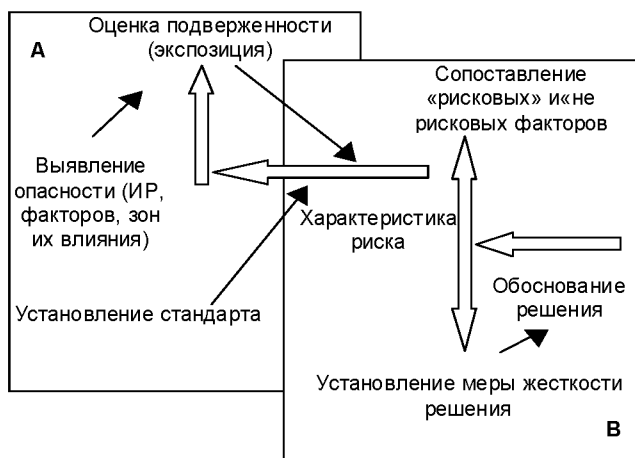 А
Оценка подверженности
(экспозиция)
Выявление
опасности (ИР,
факторов, зон
их влияния)
Установление стандарта
Сопоставление
«рисковых» и«не
рисковых факторов
Характеристика
риска
Обоснование
решения
Установление меры жесткости
решения
В